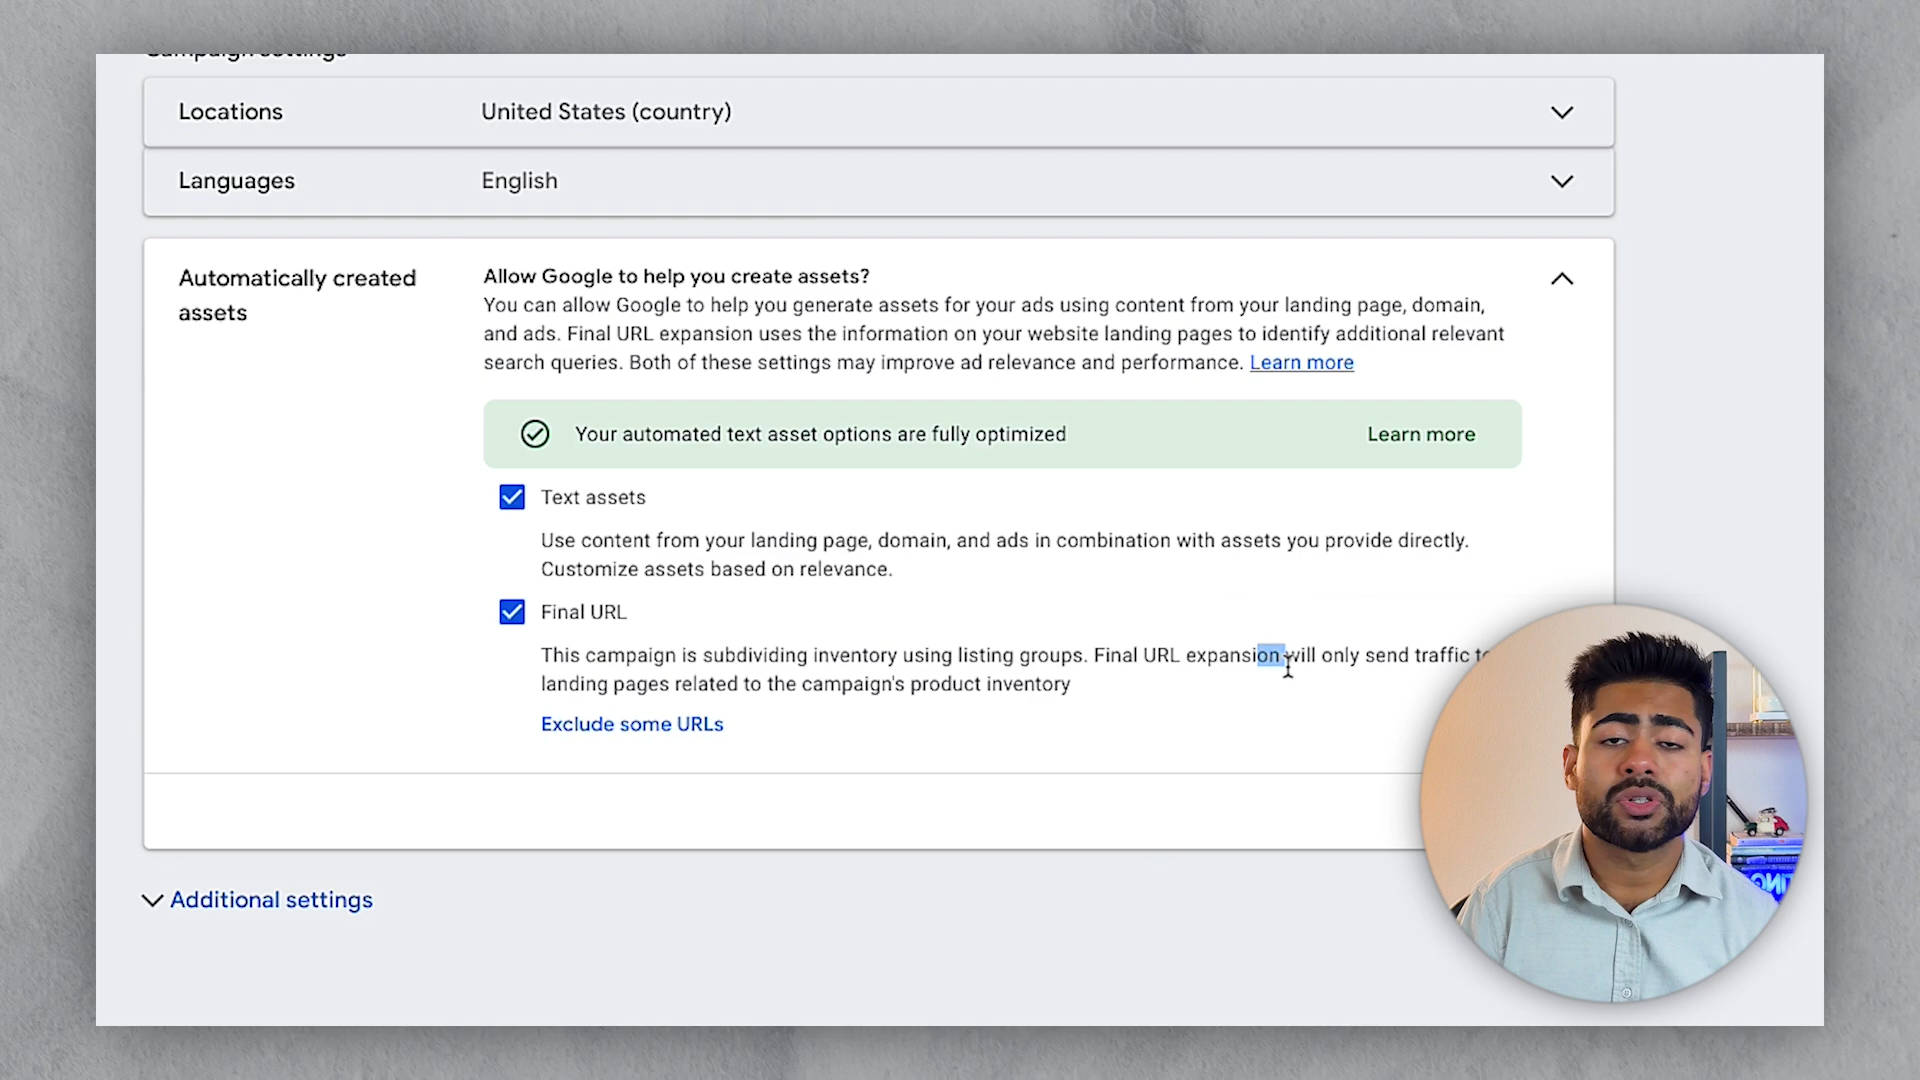 Campaign settings
Locations
United States (country)
Languages
English
Automatically created
assets
Allow Google to help you create assets?
You can allow Google to help you generate assets for your ads using content from your landing page, domain,
and ads. Final URL expansion uses the information on your website landing pages to identify additional relevant
search queries. Both of these settings may improve ad relevance and performance. Learn more
Your automated text asset options are fully optimized
Learn more
Text assets
Use content from your landing page, domain, and ads in combination with assets you provide directly.
Customize assets based on relevance.
Final URL
This campaign is subdividing inventory using listing groups. Final URL expansion will only send traffic
landing pages related to the campaign's product inventory
Exclude some URLs
Additional settings